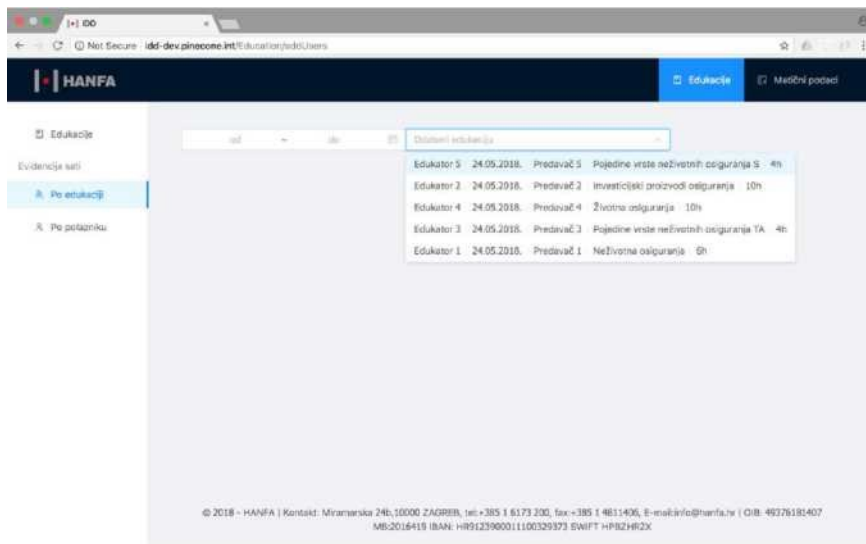 IDD
Not Secure idd-dev.pinecone.int/Education/addUsers
HANFA
Edukacije
Matični podaci
Edukacije
od ~ do
Odaberi edukaciju
Evidencija sati
Po edukaciji
Po polazniku
Edukator 5 24.05.2018. Predavač 5 Pojedine vrste neživotnih osiguranja S 4h
Edukator 2 24.05.2018. Predavač 2 Investicijski proizvodi osiguranja 10h
Edukator 4 24.05.2018. Predavač 4 Životna osiguranja 10h
Edukator 3 24.05.2018. Predavač 3 Pojedine vrste neživotnih osiguranja TA 4h
Edukator 1 24.05.2018. Predavač 1 Neživotna osiguranja 6h
© 2018 - HANFA | Kontakt: Miramarska 24b,10000 ZAGREB, tel:+385 1 6173 200, fax:+385 1 4811406, E-mail:info@hanfa.hr | OIB: 49376181407
MB:2016419 IBAN: HR9123900011100329373 SWIFT HPBZHR2X